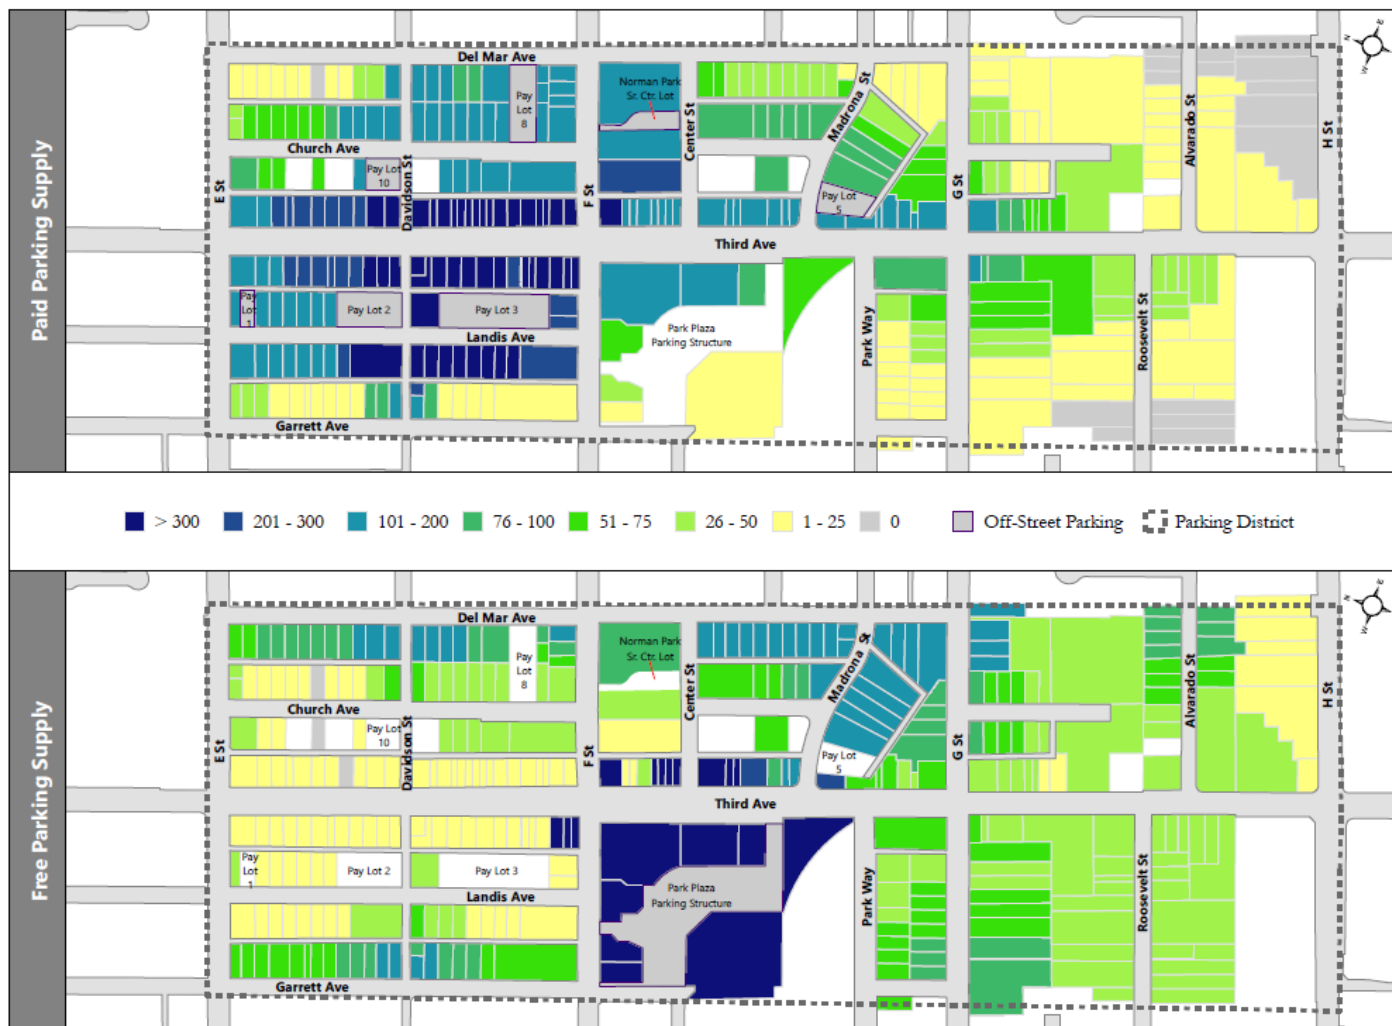 Paid Parking Supply
Del Mar Ave
Norman Park
Sr. Ctr. Lot
Pay
Lot
8
Madrona St
Center St
Church Ave
Pay Lot
10
Davidson St
E St
F St
Pay Lot
5
G St
Alvarado St
H St
Third Ave
Pay
Lot
1
Pay Lot 2
Pay Lot 3
Landis Ave
Park Plaza
Parking Structure
Park Way
Roosevelt St
Garrett Ave
N
E
W
> 300
201 - 300
101 - 200
76 - 100
51 - 75
26 - 50
1 - 25
0
Off-Street Parking
Parking District
Free Parking Supply
Del Mar Ave
Norman Park
Sr. Ctr. Lot
Pay
Lot
8
Madrona St
Center St
Church Ave
Pay Lot
10
Davidson St
E St
F St
Pay Lot
5
G St
Alvarado St
H St
Third Ave
Pay
Lot
1
Pay Lot 2
Pay Lot 3
Landis Ave
Park Plaza
Parking Structure
Park Way
Roosevelt St
Garrett Ave
N
E
W